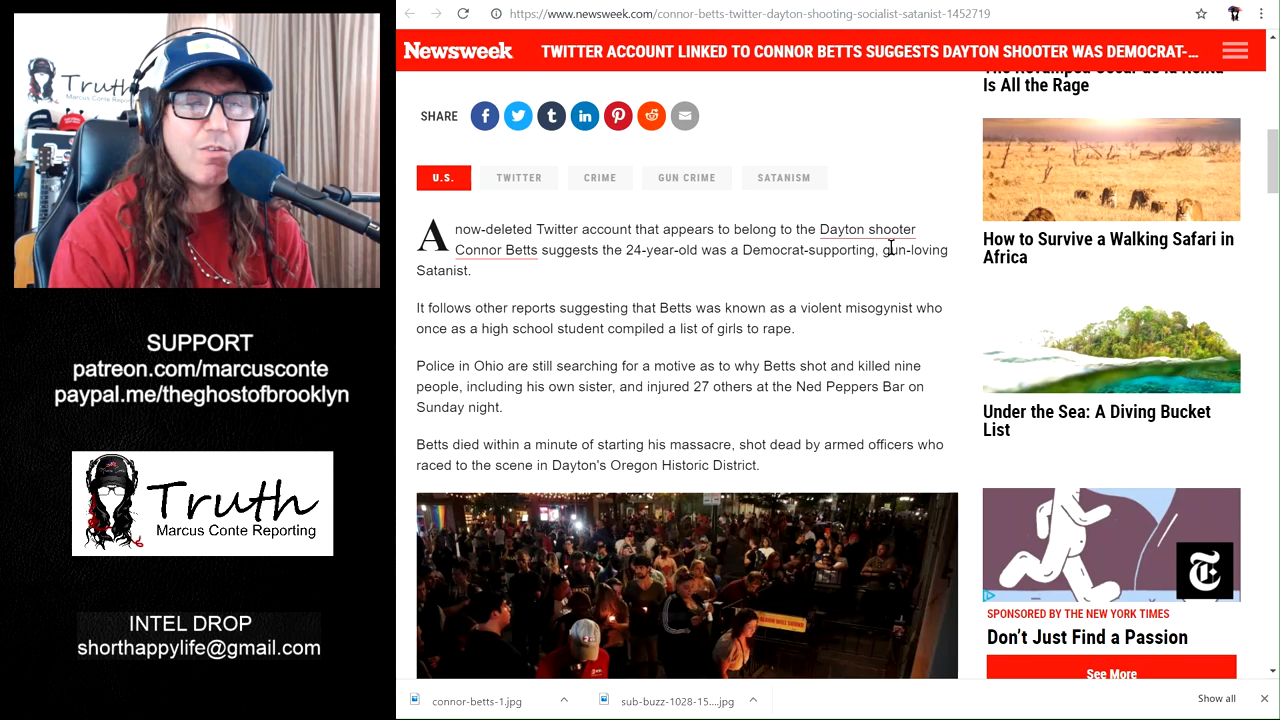 Truth
Marcus Conte Reporting
SUPPORT
patreon.com/marcusconte
paypal.me/theghostofbrooklyn
Truth
Marcus Conte Reporting
INTEL DROP
shorthappylife@gmail.com
https://www.newsweek.com/connor-betts-twitter-dayton-shooting-socialist-satanist-1452719
Newsweek
TWITTER ACCOUNT LINKED TO CONNOR BETTS SUGGESTS DAYTON SHOOTER WAS DEMOCRAT-...
SHARE
U.S.
TWITTER
CRIME
GUN CRIME
SATANISM
A now-deleted Twitter account that appears to belong to the Dayton shooter
Connor Betts suggests the 24-year-old was a Democrat-supporting, gun-loving
Satanist.
It follows other reports suggesting that Betts was known as a violent misogynist who
once as a high school student compiled a list of girls to rape.
Police in Ohio are still searching for a motive as to why Betts shot and killed nine
people, including his own sister, and injured 27 others at the Ned Peppers Bar on
Sunday night.
Betts died within a minute of starting his massacre, shot dead by armed officers who
raced to the scene in Dayton's Oregon Historic District.
Is All the Rage
How to Survive a Walking Safari in
Africa
Under the Sea: A Diving Bucket
List
SPONSORED BY THE NEW YORK TIMES
Don't Just Find a Passion
See More
connor-betts-1.jpg
sub-buzz-1028-15....jpg
Show all